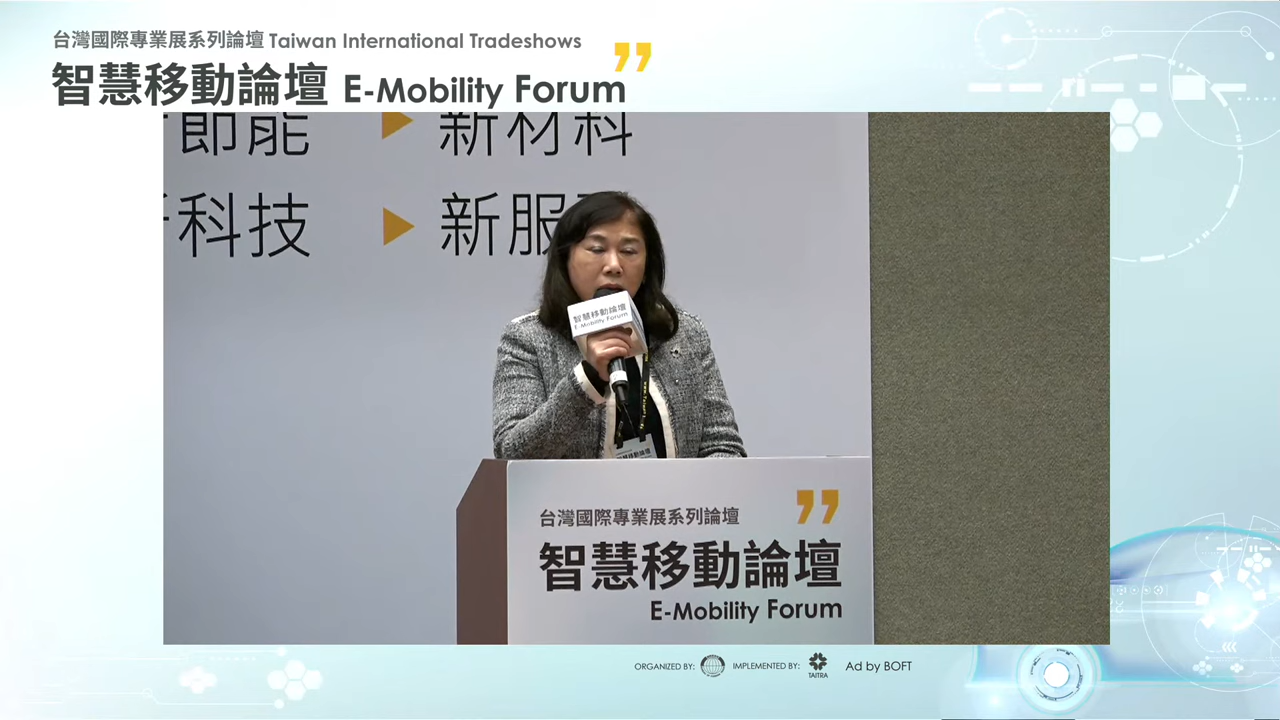 台灣國際專業展系列論壇 Taiwan International Tradeshows
智慧移動論壇 E-Mobility Forum
節能 新材料
科技 新服
智慧移動論壇
E-Mobility Forum
台灣國際專業展系列論壇
智慧移動論壇
E-Mobility Forum
ORGANIZED BY: IMPLEMENTED BY: TAITRA Ad by BOFT